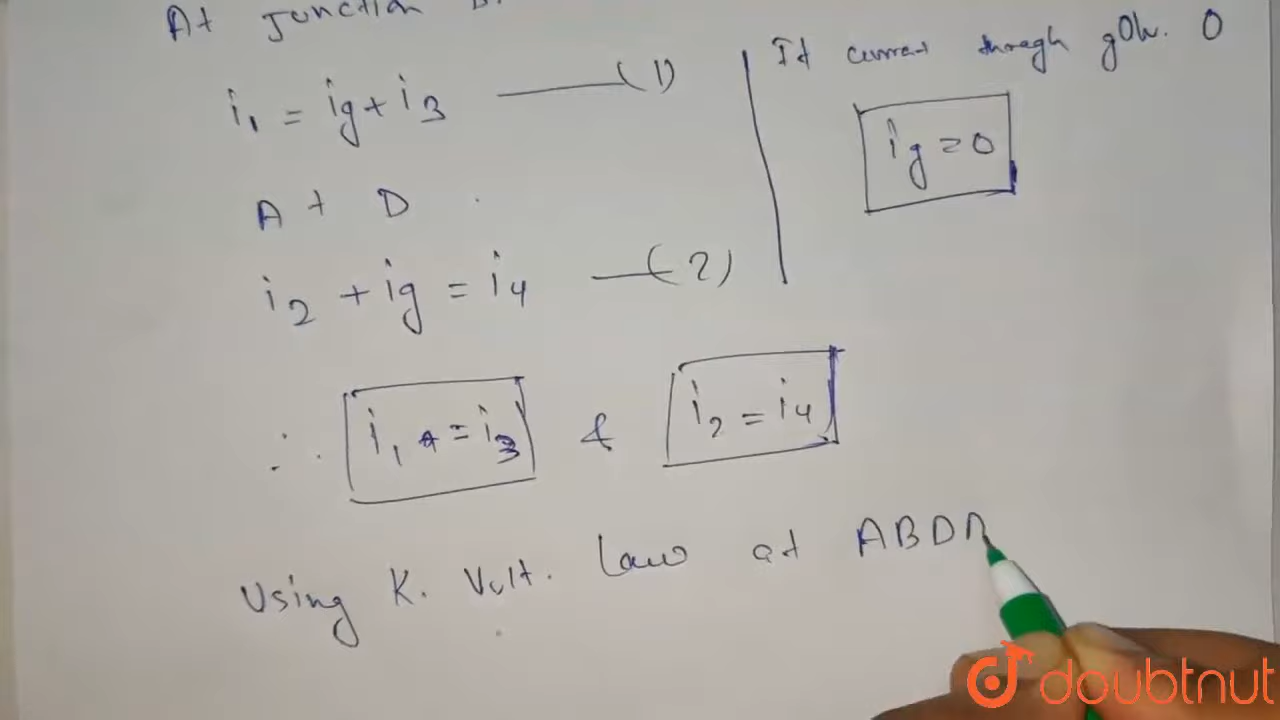 At Junction B.
i₁ = ig + i₃ —— (1)
At D.
i₂ + ig = i₄ —— (2)
∴ i₁ = i₃ & i₂ = i₄
Using K. Volt. Law at ABDA
If current through 0
ig = 0
doubtnut